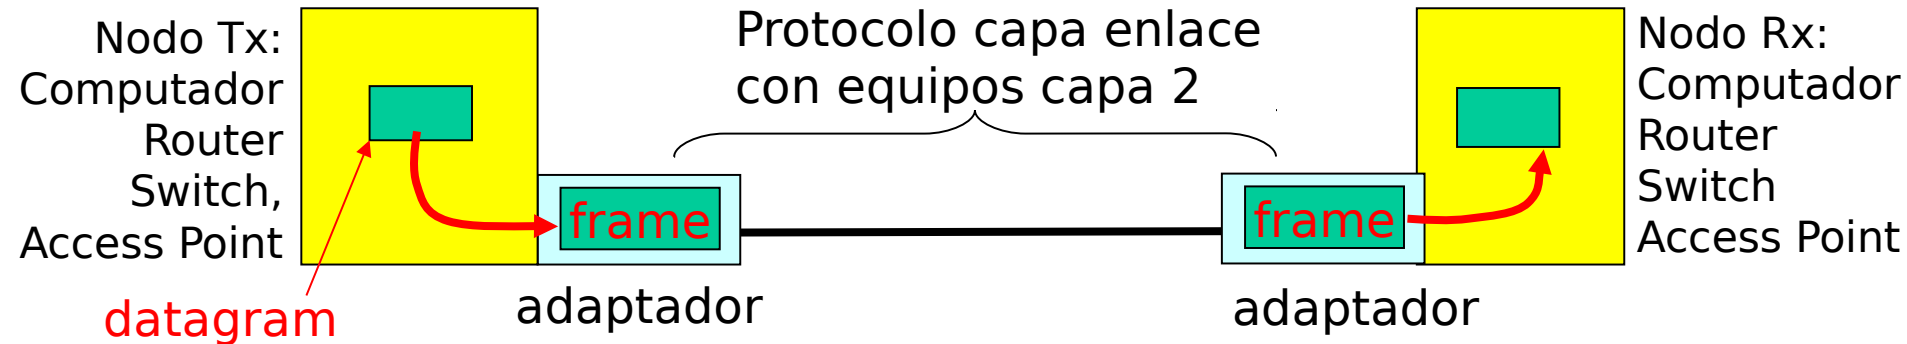 Nodo Tx:
Computador
Router
Switch,
Access Point
datagram
frame
adaptador
Protocolo capa enlace
con equipos capa 2
frame
adaptador
Nodo Rx:
Computador
Router
Switch
Access Point